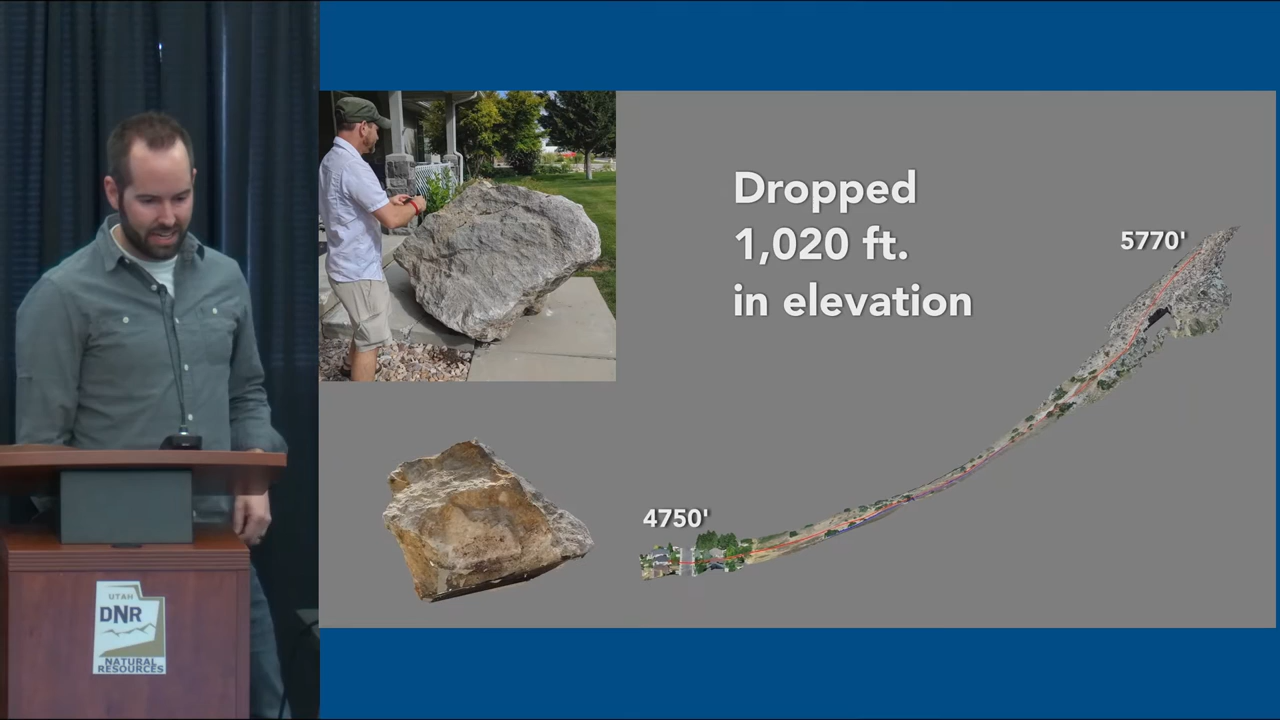 Dropped
1,020 ft.
in elevation
5770'
4750'
UTAH
DNR
NATURAL
RESOURCES